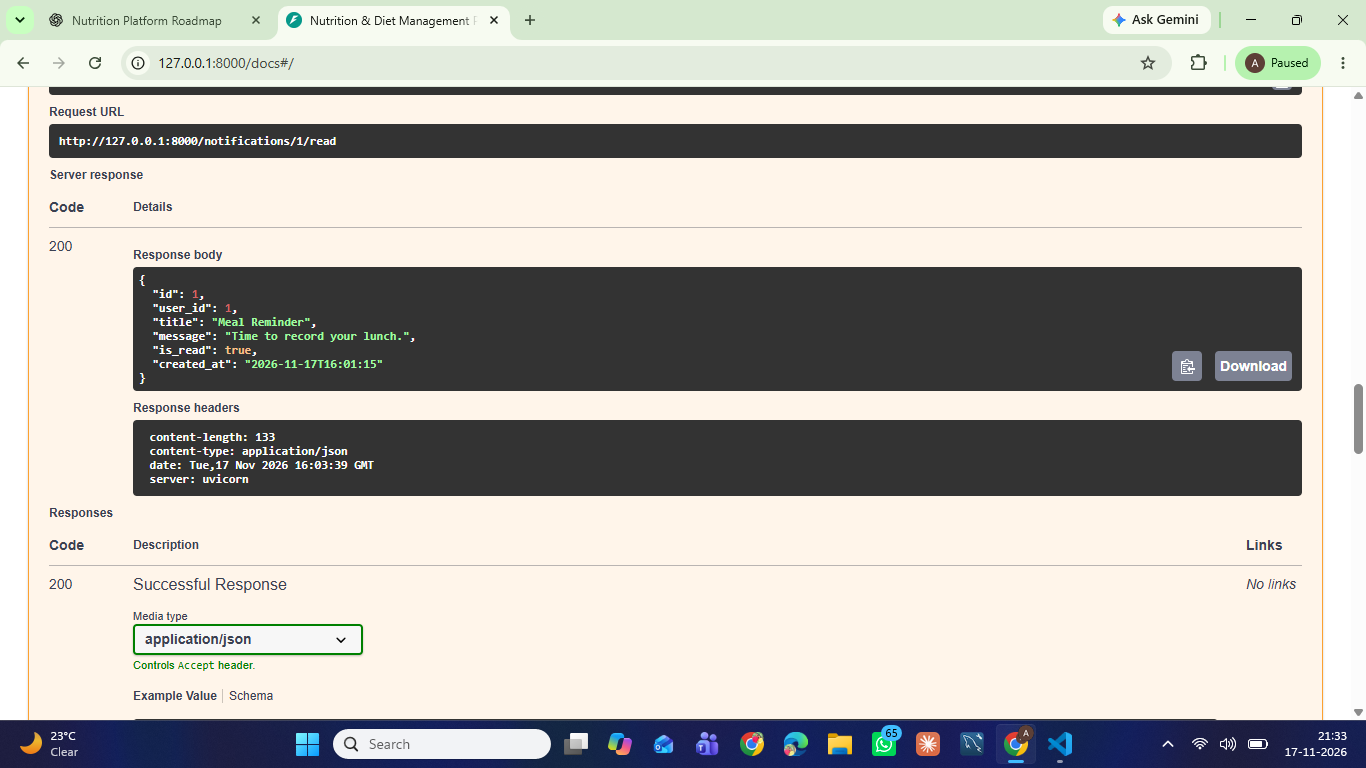 Nutrition Platform Roadmap
Nutrition & Diet Management
Ask Gemini
127.0.0.1:8000/docs#/
A
Paused
Request URL
http://127.0.0.1:8000/notifications/1/read
Server response
Code Details
200
Response body
{
"id": 1,
"user_id": 1,
"title": "Meal Reminder",
"message": "Time to record your lunch.",
"is_read": true,
"created_at": "2026-11-17T16:01:15"
}
Download
Response headers
content-length: 133
content-type: application/json
date: Tue,17 Nov 2026 16:03:39 GMT
server: uvicorn
Responses
Code Description Links
200 Successful Response No links
Media type
application/json
Controls Accept header.
Example Value Schema
23°C
Clear
Search
65
A
21:33
17-11-2026